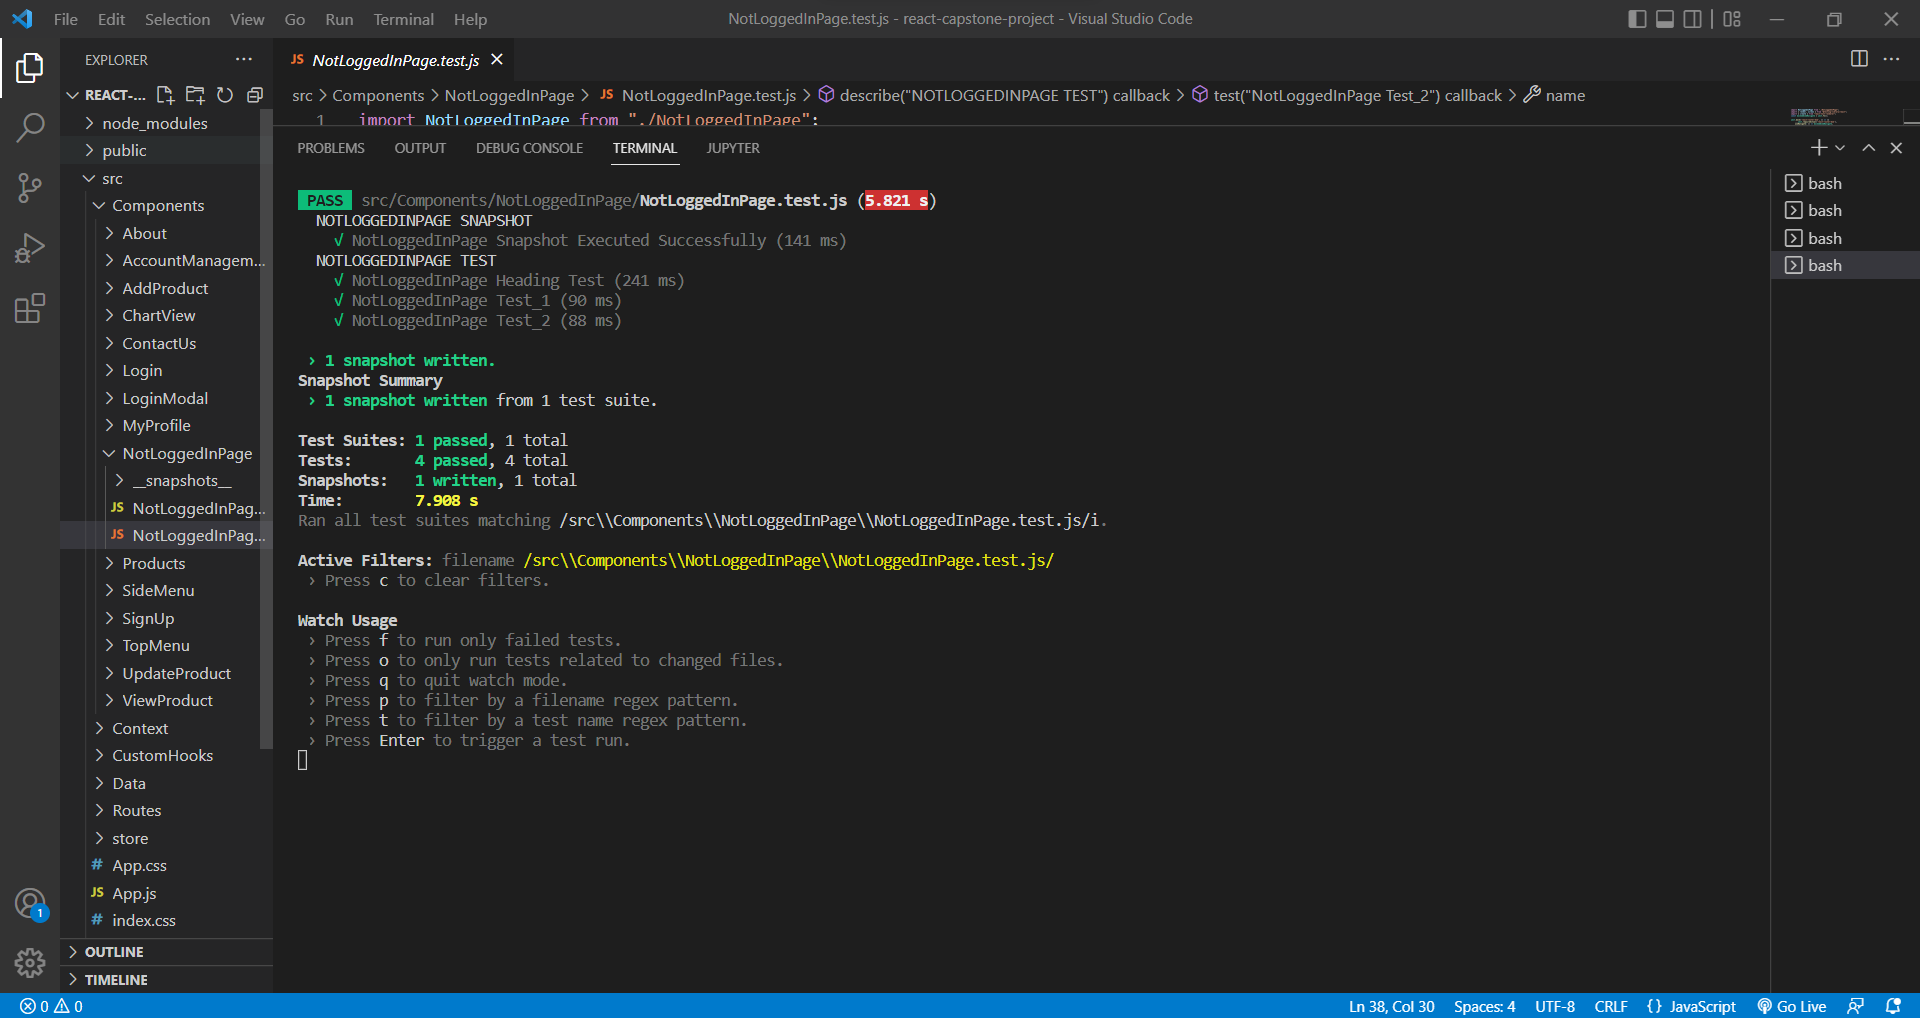 File Edit Selection View Go Run Terminal Help
NotLoggedInPage.test.js - react-capstone-project - Visual Studio Code
EXPLORER
REACT-...
node_modules
public
src
Components
About
AccountManagem...
AddProduct
ChartView
ContactUs
Login
LoginModal
MyProfile
NotLoggedInPage
__snapshots__
JS NotLoggedInPag...
JS NotLoggedInPag...
Products
SideMenu
SignUp
TopMenu
UpdateProduct
ViewProduct
Context
CustomHooks
Data
Routes
store
# App.css
JS App.js
# index.css
OUTLINE
TIMELINE
1
JS NotLoggedInPage.test.js
src > Components > NotLoggedInPage > JS NotLoggedInPage.test.js > describe("NOTLOGGEDINPAGE TEST") callback > test("NotLoggedInPage Test_2") callback > name
1 import NotLoggedInPage from "./NotLoggedInPage";
PROBLEMS OUTPUT DEBUG CONSOLE TERMINAL JUPYTER
PASS src/Components/NotLoggedInPage/NotLoggedInPage.test.js (5.821 s)
NOTLOGGEDINPAGE SNAPSHOT
√ NotLoggedInPage Snapshot Executed Successfully (141 ms)
NOTLOGGEDINPAGE TEST
√ NotLoggedInPage Heading Test (241 ms)
√ NotLoggedInPage Test_1 (90 ms)
√ NotLoggedInPage Test_2 (88 ms)
› 1 snapshot written.
Snapshot Summary
› 1 snapshot written from 1 test suite.
Test Suites: 1 passed, 1 total
Tests: 4 passed, 4 total
Snapshots: 1 written, 1 total
Time: 7.908 s
Ran all test suites matching /src\\Components\\NotLoggedInPage\\NotLoggedInPage.test.js/i.
Active Filters: filename /src\\Components\\NotLoggedInPage\\NotLoggedInPage.test.js/
› Press c to clear filters.
Watch Usage
› Press f to run only failed tests.
› Press o to only run tests related to changed files.
› Press q to quit watch mode.
› Press p to filter by a filename regex pattern.
› Press t to filter by a test name regex pattern.
› Press Enter to trigger a test run.
bash
bash
bash
bash
0 0
Ln 38, Col 30 Spaces: 4 UTF-8 CRLF {} JavaScript Go Live